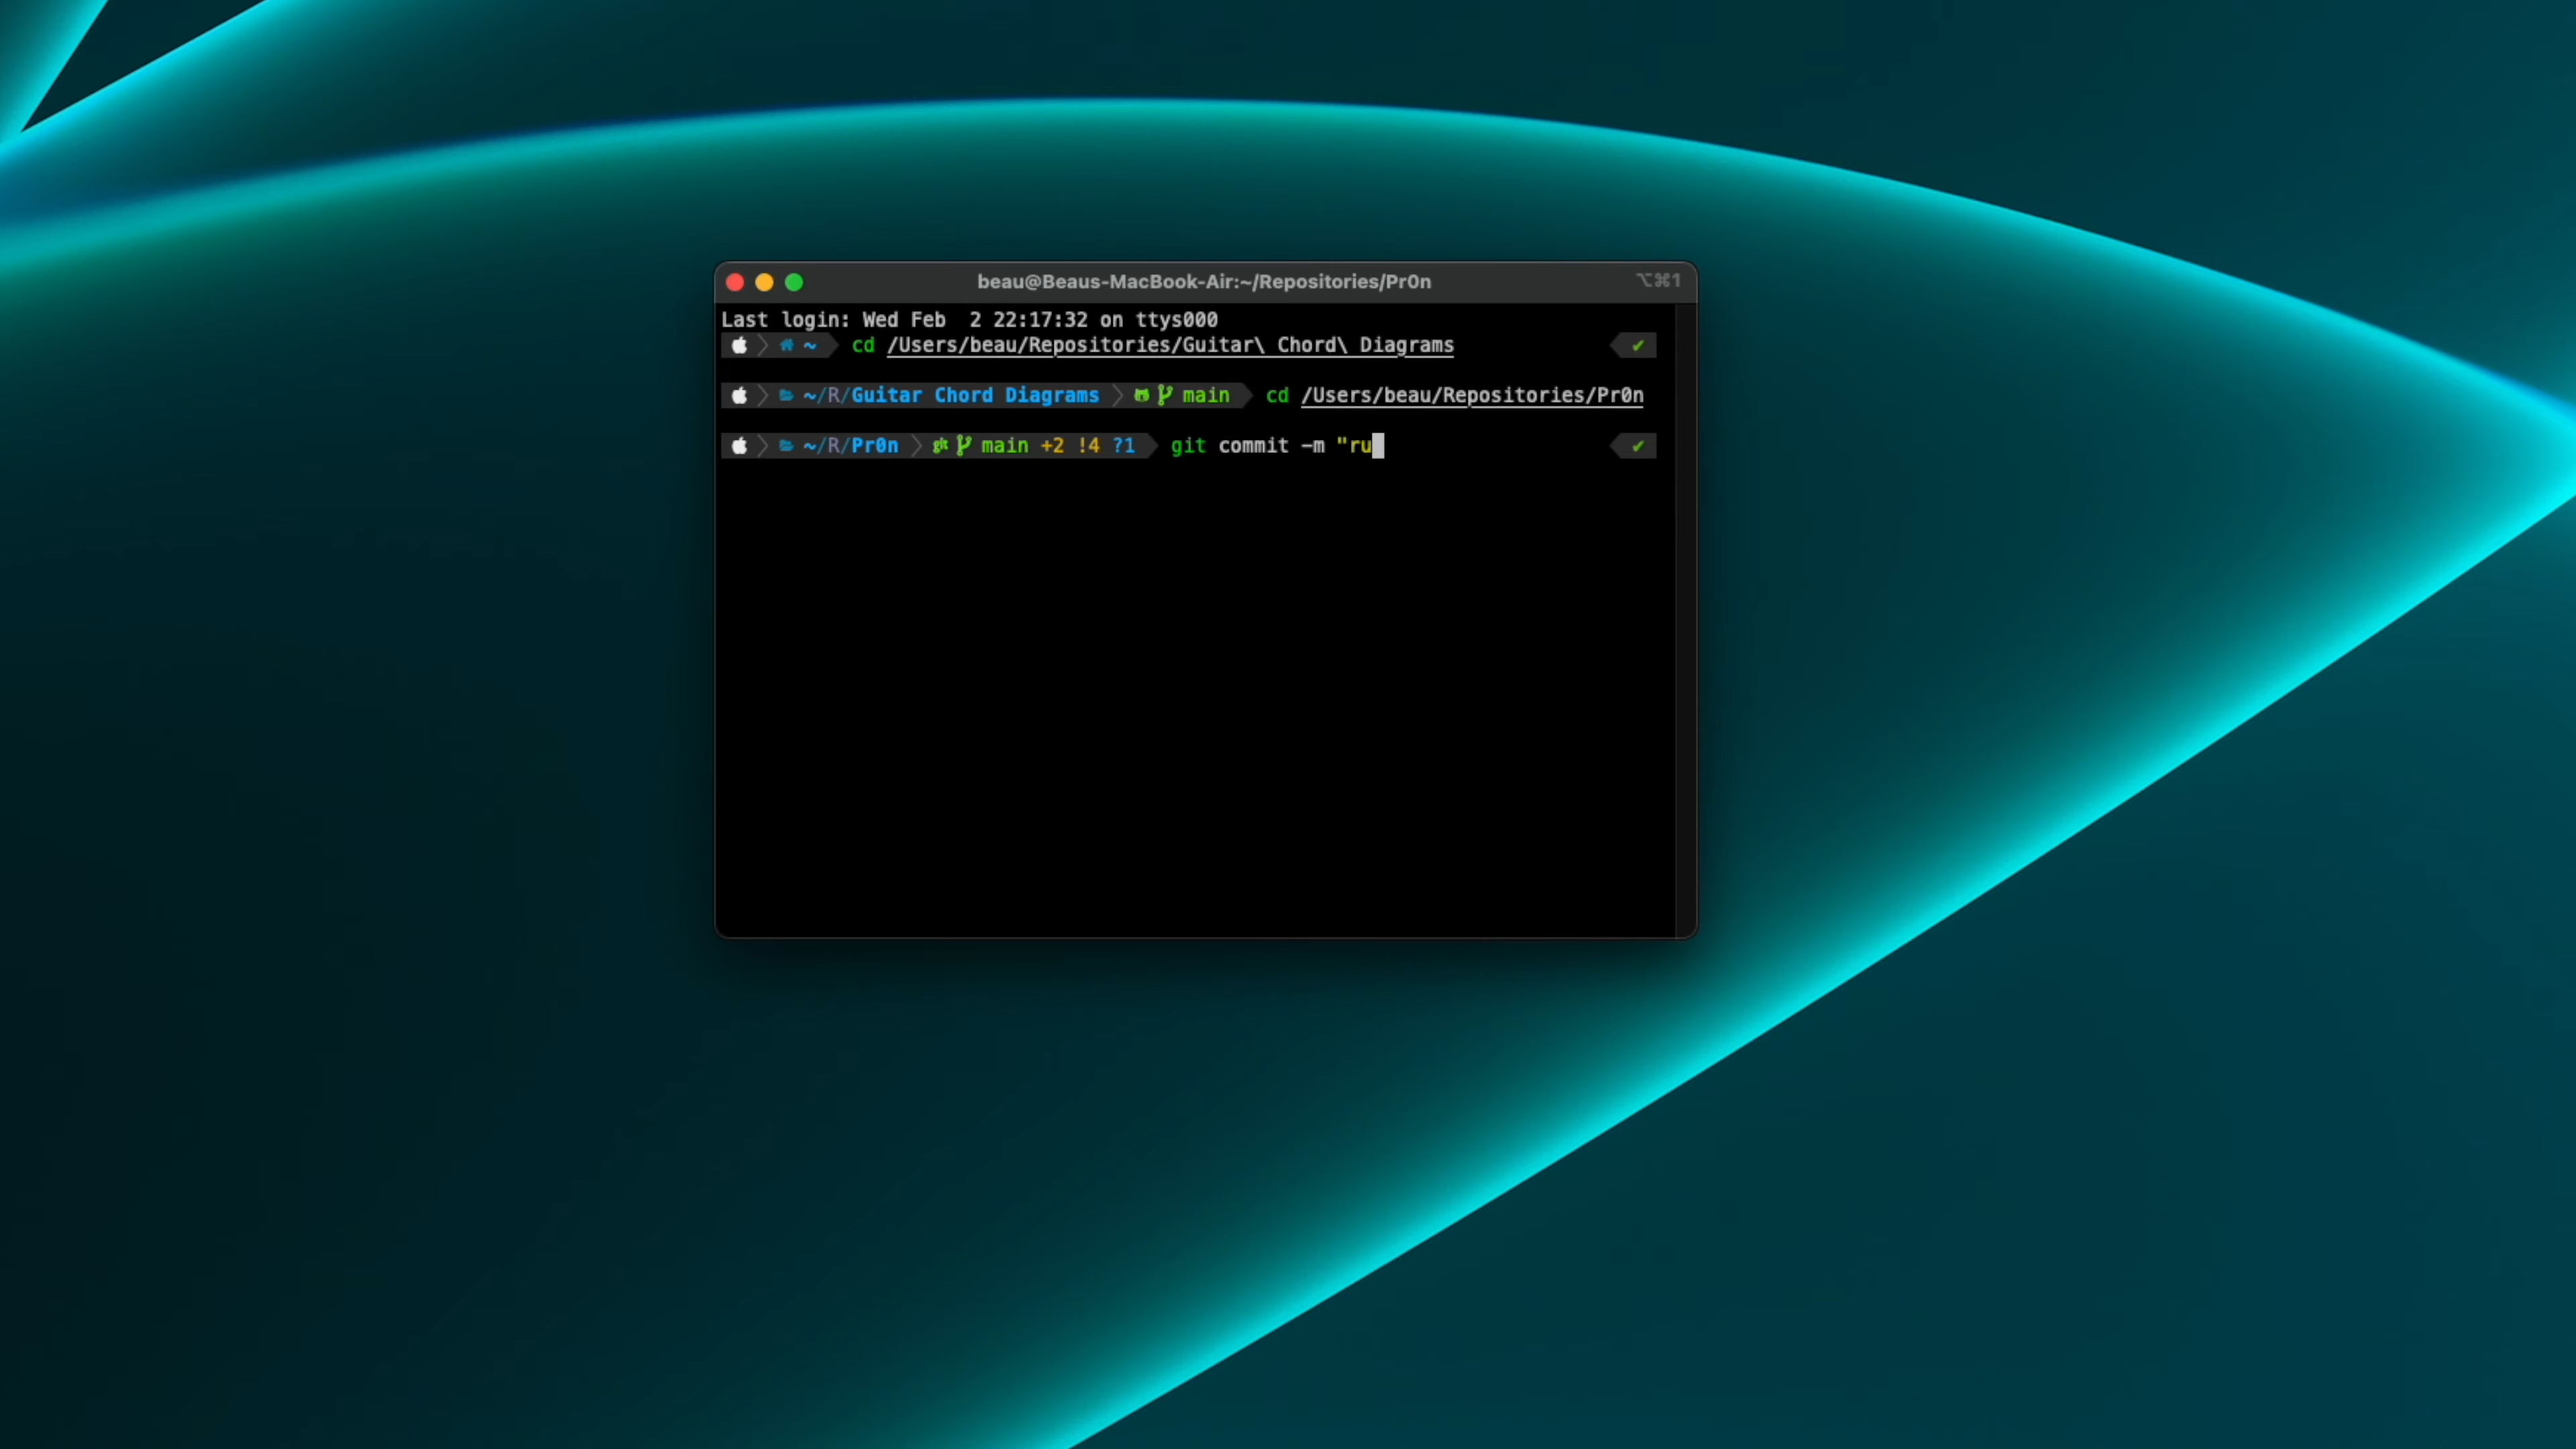 beau@Beaus-MacBook-Air:~/Repositories/Pr0n ⌥⌘1
Last login: Wed Feb  2 22:17:32 on ttys000
~ cd /Users/beau/Repositories/Guitar\ Chord\ Diagrams ✔
~/R/Guitar Chord Diagrams main cd /Users/beau/Repositories/Pr0n
~/R/Pr0n git main +2 !4 ?1 git commit -m "ru ✔